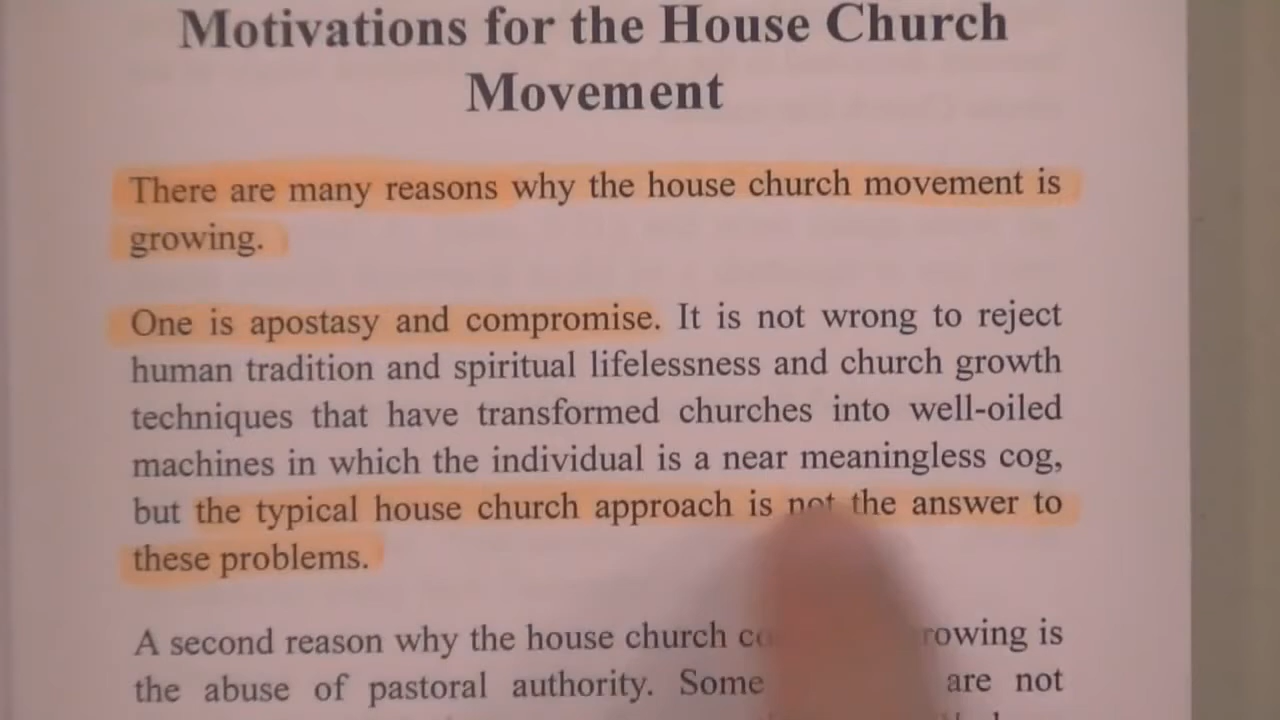 Motivations for the House Church
Movement
There are many reasons why the house church movement is
growing.
One is apostasy and compromise. It is not wrong to reject
human tradition and spiritual lifelessness and church growth
techniques that have transformed churches into well-oiled
machines in which the individual is a near meaningless cog,
but the typical house church approach is not the answer to
these problems.
A second reason why the house church is
the abuse of pastoral authority. Some are not